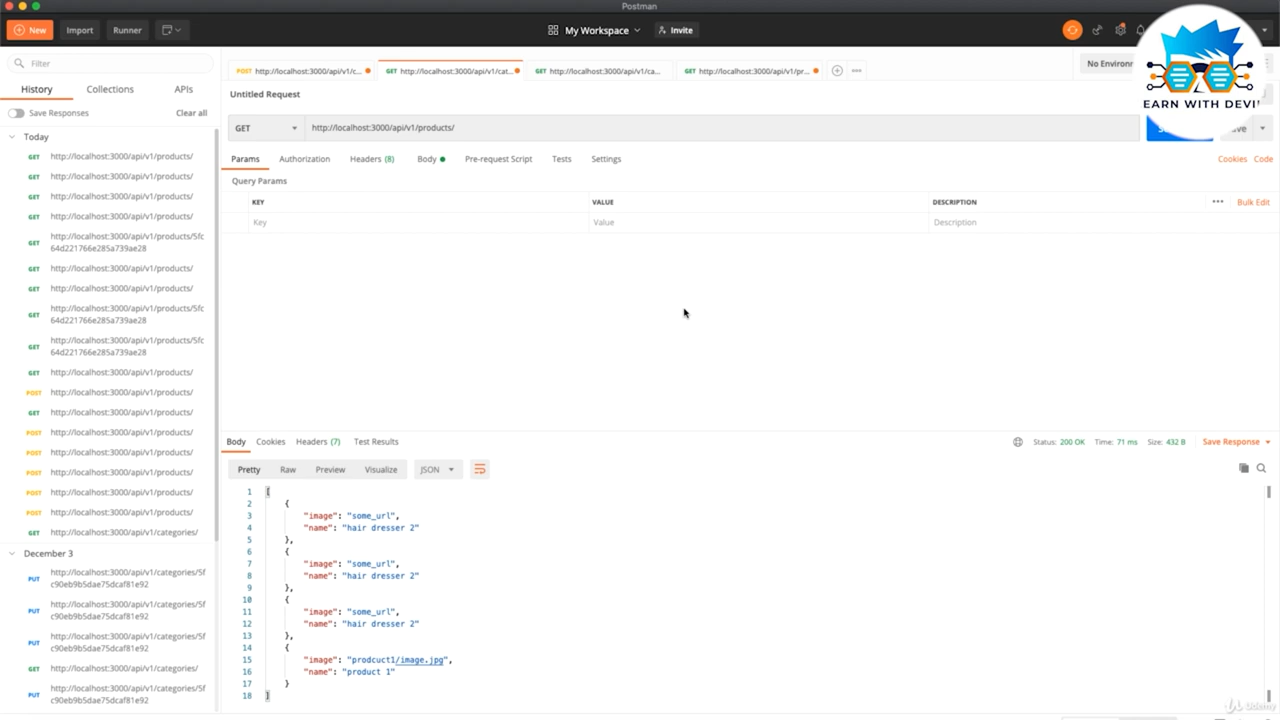 Postman
New
Import
Runner
My Workspace
Invite
EARN WITH DEVI
Filter
History
Collections
APIs
Save Responses
Clear all
Today
GET http://localhost:3000/api/v1/products/
GET http://localhost:3000/api/v1/products/
GET http://localhost:3000/api/v1/products/
GET http://localhost:3000/api/v1/products/
GET http://localhost:3000/api/v1/products/5fc
64d221766e285a739ae28
GET http://localhost:3000/api/v1/products/
GET http://localhost:3000/api/v1/products/
GET http://localhost:3000/api/v1/products/5fc
64d221766e285a739ae28
GET http://localhost:3000/api/v1/products/5fc
64d221766e285a739ae28
GET http://localhost:3000/api/v1/products/
POST http://localhost:3000/api/v1/products/
GET http://localhost:3000/api/v1/products/
POST http://localhost:3000/api/v1/products/
POST http://localhost:3000/api/v1/products/
POST http://localhost:3000/api/v1/products/
POST http://localhost:3000/api/v1/products/
POST http://localhost:3000/api/v1/products/
GET http://localhost:3000/api/v1/categories/
December 3
PUT http://localhost:3000/api/v1/categories/5f
c90eb9b5dae75dcaf81e92
PUT http://localhost:3000/api/v1/categories/5f
c90eb9b5dae75dcaf81e92
PUT http://localhost:3000/api/v1/categories/5f
c90eb9b5dae75dcaf81e92
GET http://localhost:3000/api/v1/categories/
PUT http://localhost:3000/api/v1/categories/5f
c90eb9b5dae75dcaf81e92
POST http://localhost:3000/api/v1/c...
GET http://localhost:3000/api/v1/cat...
GET http://localhost:3000/api/v1/ca...
GET http://localhost:3000/api/v1/pr...
No Environ
Untitled Request
GET
http://localhost:3000/api/v1/products/
Params
Authorization
Headers (8)
Body
Pre-request Script
Tests
Settings
Cookies
Code
Query Params
KEY
VALUE
DESCRIPTION
Bulk Edit
Key
Value
Description
Body
Cookies
Headers (7)
Test Results
Status: 200 OK
Time: 71 ms
Size: 432 B
Save Response
Pretty
Raw
Preview
Visualize
JSON
1 [
2 {
3 "image": "some_url",
4 "name": "hair dresser 2"
5 },
6 {
7 "image": "some_url",
8 "name": "hair dresser 2"
9 },
10 {
11 "image": "some_url",
12 "name": "hair dresser 2"
13 },
14 {
15 "image": "prodcuct1/image.jpg",
16 "name": "product 1"
17 }
18 ]
Udemy